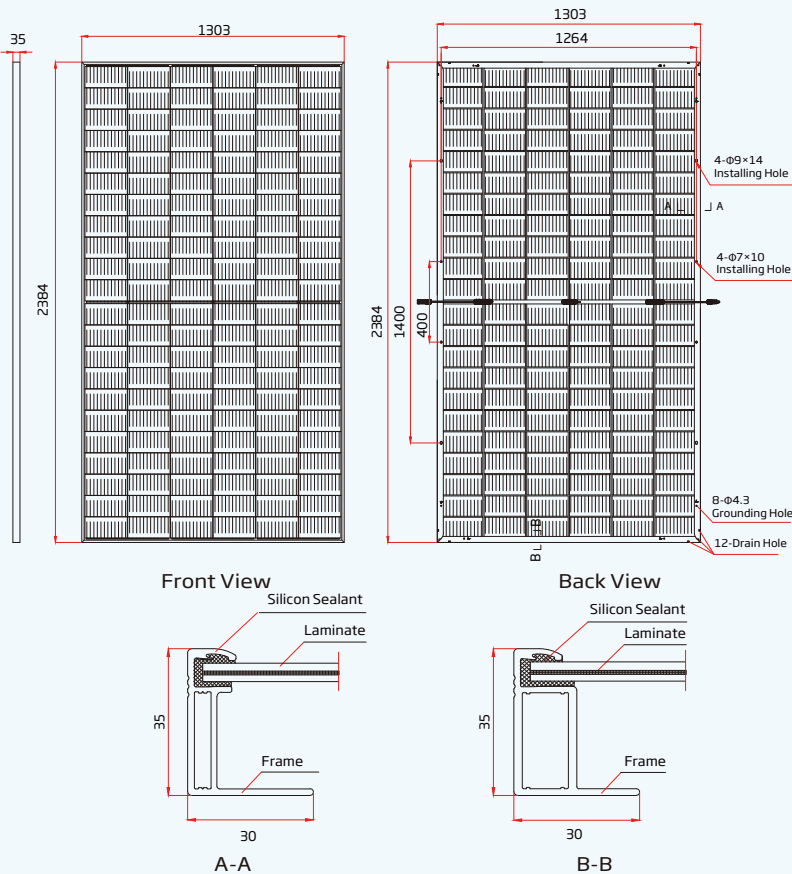 1303
35
2384
Front View
1303
1264
2384
1400
400
4-Φ9×14
Installing Hole
A
A
4-Φ7×10
Installing Hole
8-Φ4.3
Grounding Hole
12-Drain Hole
B
B
Back View
Silicon Sealant
Laminate
35
Frame
30
A-A
Silicon Sealant
Laminate
35
Frame
30
B-B